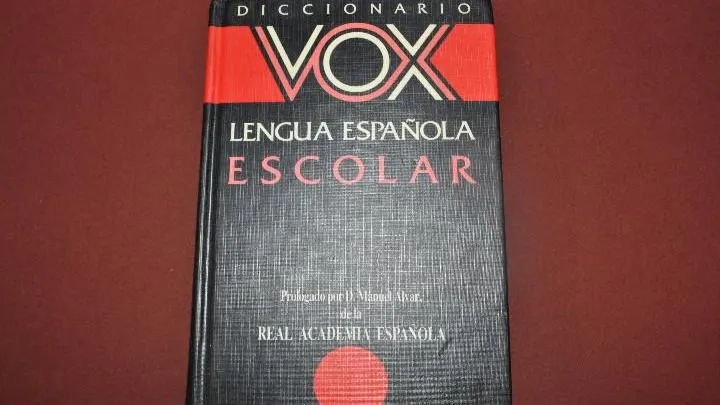 DICCIONARIO
VOX
LENGUA ESPAÑOLA
ESCOLAR
Prologado por D. Manuel Alvar,
de la
REAL ACADEMIA ESPAÑOLA